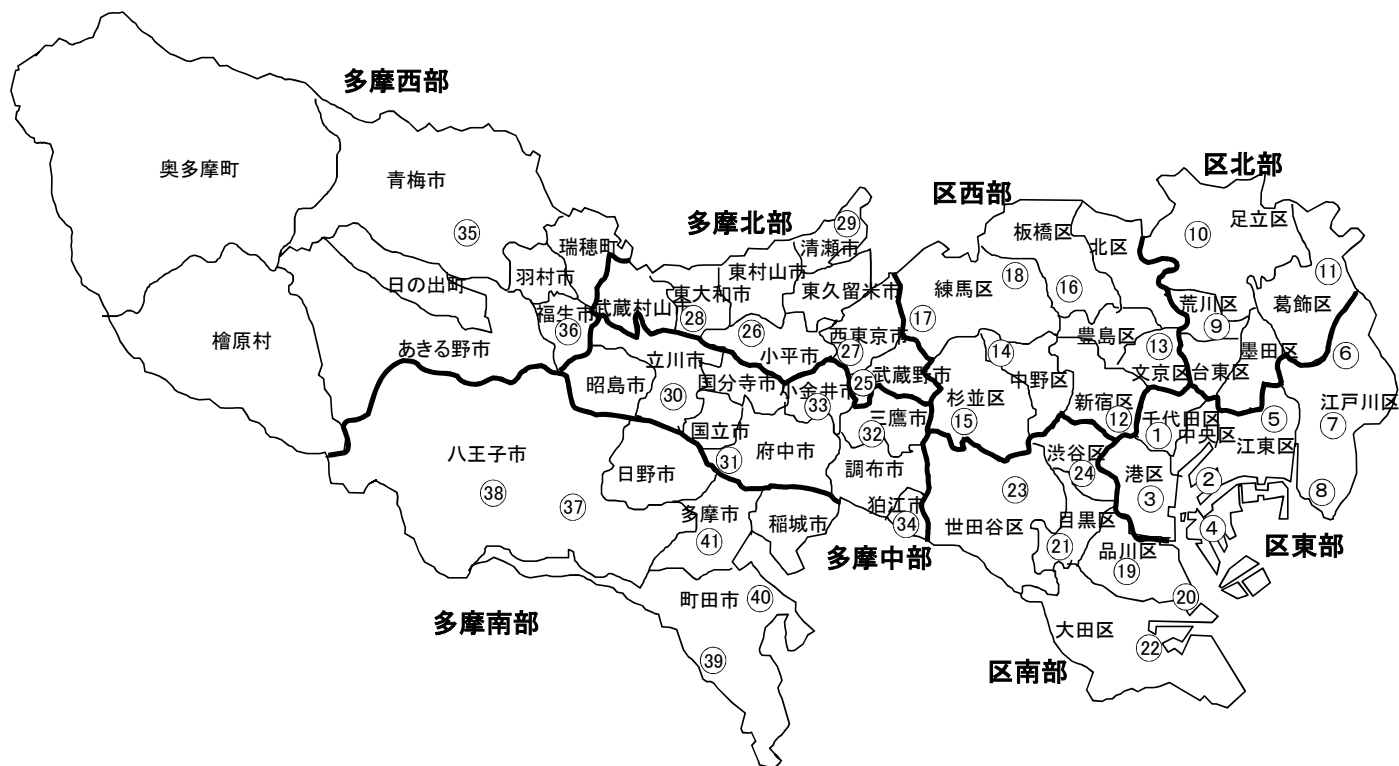 多摩西部
奥多摩町
青梅市
㉟
瑞穂町
羽村市
日の出町
福生市
㊱
檜原村
あきる野市
多摩北部
㉙
清瀬市
東村山市
東久留米市
武蔵村山市
東大和市
㉘
㉖
小平市
西東京市
㉗
武蔵野市
㉕
立川市
昭島市
㉚
国分寺市
小金井市
㉝
国立市
㉛
府中市
三鷹市
㉜
調布市
狛江市
㉞
多摩中部
八王子市
㊳
㊲
日野市
多摩市
㊶
稲城市
町田市
㊵
㊴
多摩南部
区西部
板橋区
北区
練馬区
⑱
⑯
⑰
豊島区
⑬
文京区
⑭
中野区
杉並区
⑮
新宿区
⑫
区北部
足立区
⑩
⑪
葛飾区
荒川区
⑨
墨田区
台東区
千代田区
①
中央区
⑤
江東区
⑥
江戸川区
⑦
⑧
港区
③
②
④
区東部
渋谷区
㉔
㉓
世田谷区
目黒区
㉑
品川区
⑲
⑳
大田区
㉒
区南部